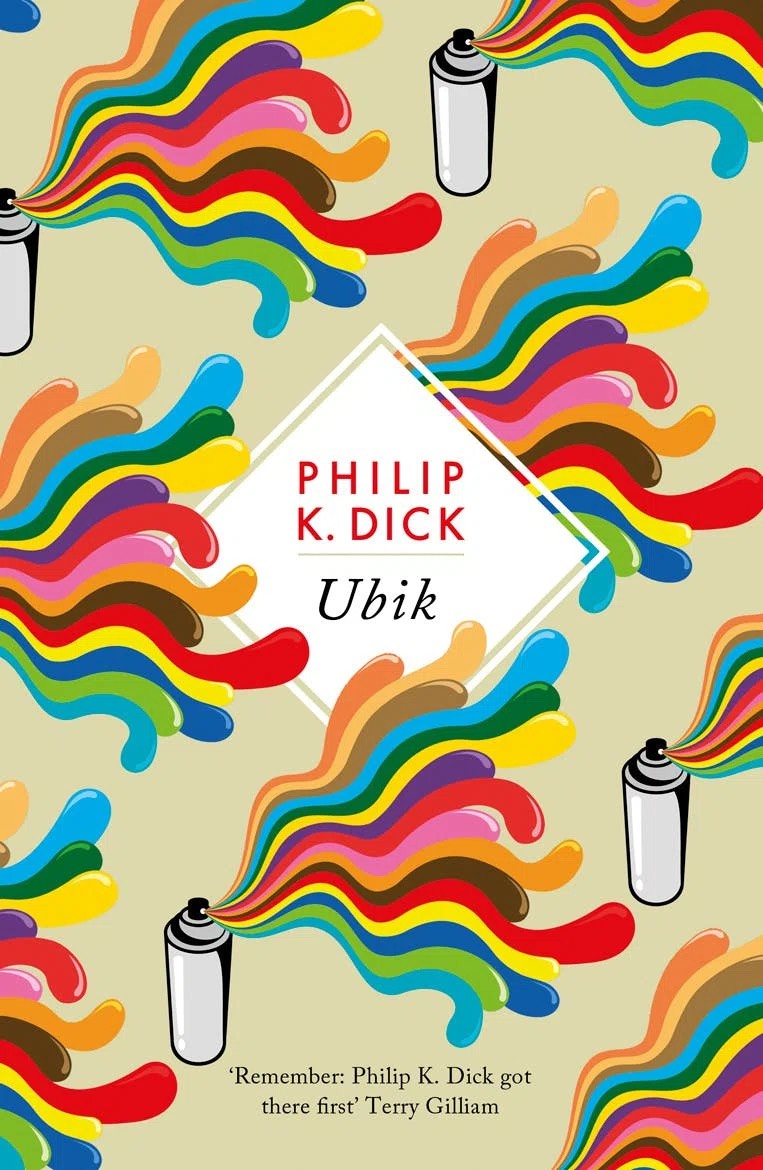 PHILIP
K. DICK
Ubik
‘Remember: Philip K. Dick got
there first’ Terry Gilliam